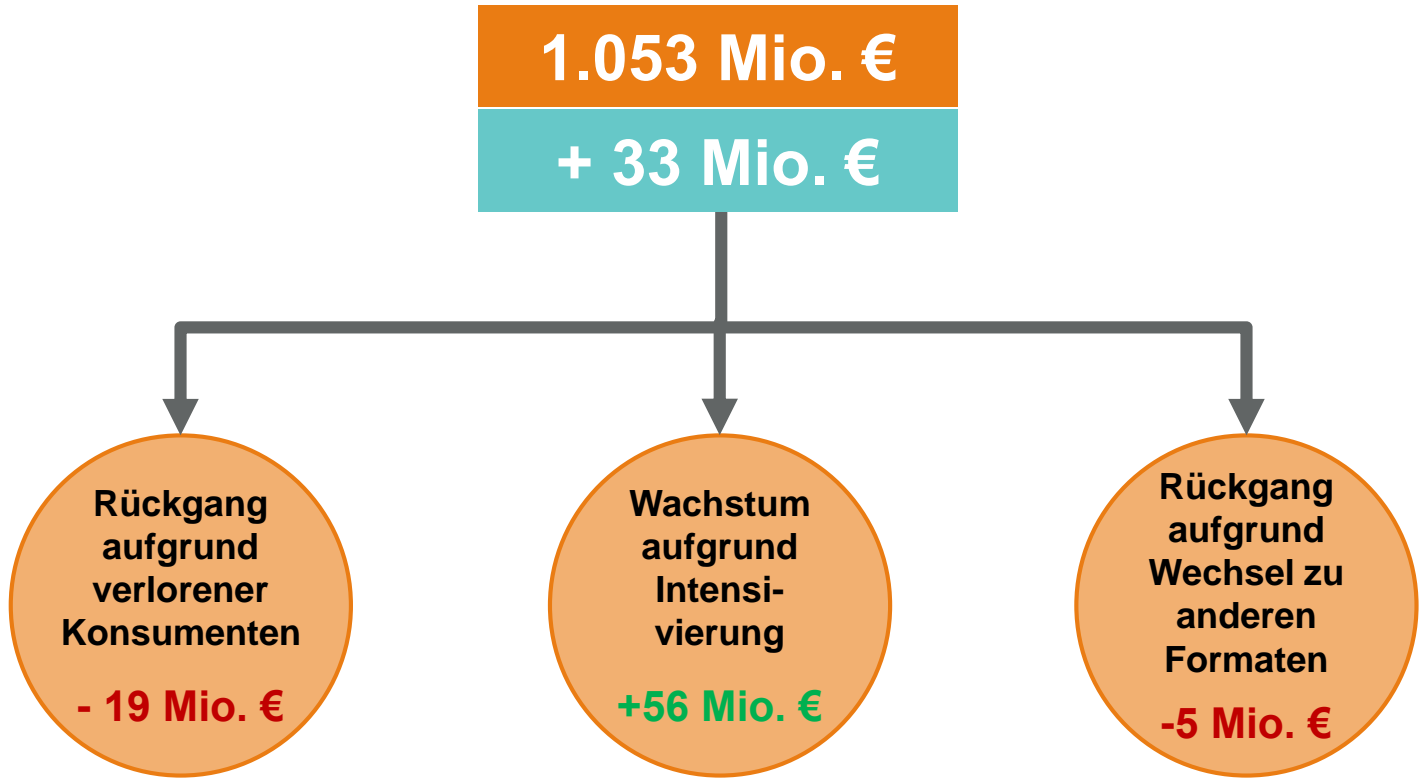 1.053 Mio. €
+ 33 Mio. €
Rückgang
aufgrund
verlorener
Konsumenten
- 19 Mio. €
Wachstum
aufgrund
Intensi-
vierung
+56 Mio. €
Rückgang
aufgrund
Wechsel zu
anderen
Formaten
-5 Mio. €